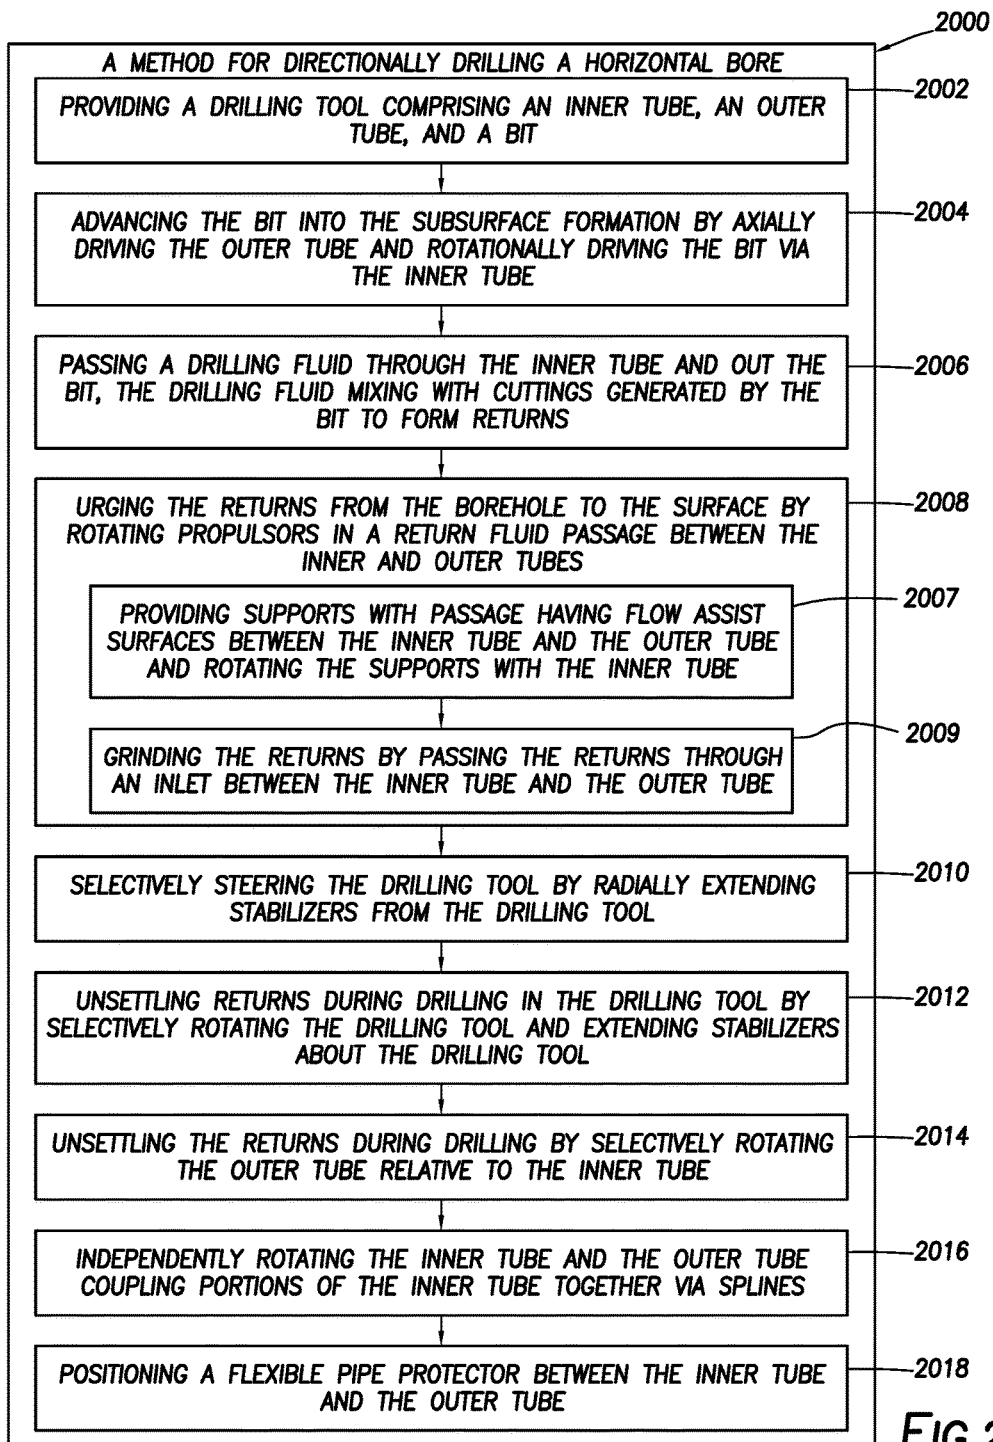 2000
A METHOD FOR DIRECTIONALLY DRILLING A HORIZONTAL BORE
2002
PROVIDING A DRILLING TOOL COMPRISING AN INNER TUBE, AN OUTER
TUBE, AND A BIT
2004
ADVANCING THE BIT INTO THE SUBSURFACE FORMATION BY AXIALLY
DRIVING THE OUTER TUBE AND ROTATIONALLY DRIVING THE BIT VIA
THE INNER TUBE
2006
PASSING A DRILLING FLUID THROUGH THE INNER TUBE AND OUT THE
BIT, THE DRILLING FLUID MIXING WITH CUTTINGS GENERATED BY THE
BIT TO FORM RETURNS
2008
URGING THE RETURNS FROM THE BOREHOLE TO THE SURFACE BY
ROTATING PROPULSORS IN A RETURN FLUID PASSAGE BETWEEN THE
INNER AND OUTER TUBES
2007
PROVIDING SUPPORTS WITH PASSAGE HAVING FLOW ASSIST
SURFACES BETWEEN THE INNER TUBE AND THE OUTER TUBE
AND ROTATING THE SUPPORTS WITH THE INNER TUBE
2009
GRINDING THE RETURNS BY PASSING THE RETURNS THROUGH
AN INLET BETWEEN THE INNER TUBE AND THE OUTER TUBE
2010
SELECTIVELY STEERING THE DRILLING TOOL BY RADIALLY EXTENDING
STABILIZERS FROM THE DRILLING TOOL
2012
UNSETTLING RETURNS DURING DRILLING IN THE DRILLING TOOL BY
SELECTIVELY ROTATING THE DRILLING TOOL AND EXTENDING STABILIZERS
ABOUT THE DRILLING TOOL
2014
UNSETTLING THE RETURNS DURING DRILLING BY SELECTIVELY ROTATING
THE OUTER TUBE RELATIVE TO THE INNER TUBE
2016
INDEPENDENTLY ROTATING THE INNER TUBE AND THE OUTER TUBE
COUPLING PORTIONS OF THE INNER TUBE TOGETHER VIA SPLINES
2018
POSITIONING A FLEXIBLE PIPE PROTECTOR BETWEEN THE INNER TUBE
AND THE OUTER TUBE
FIG.2